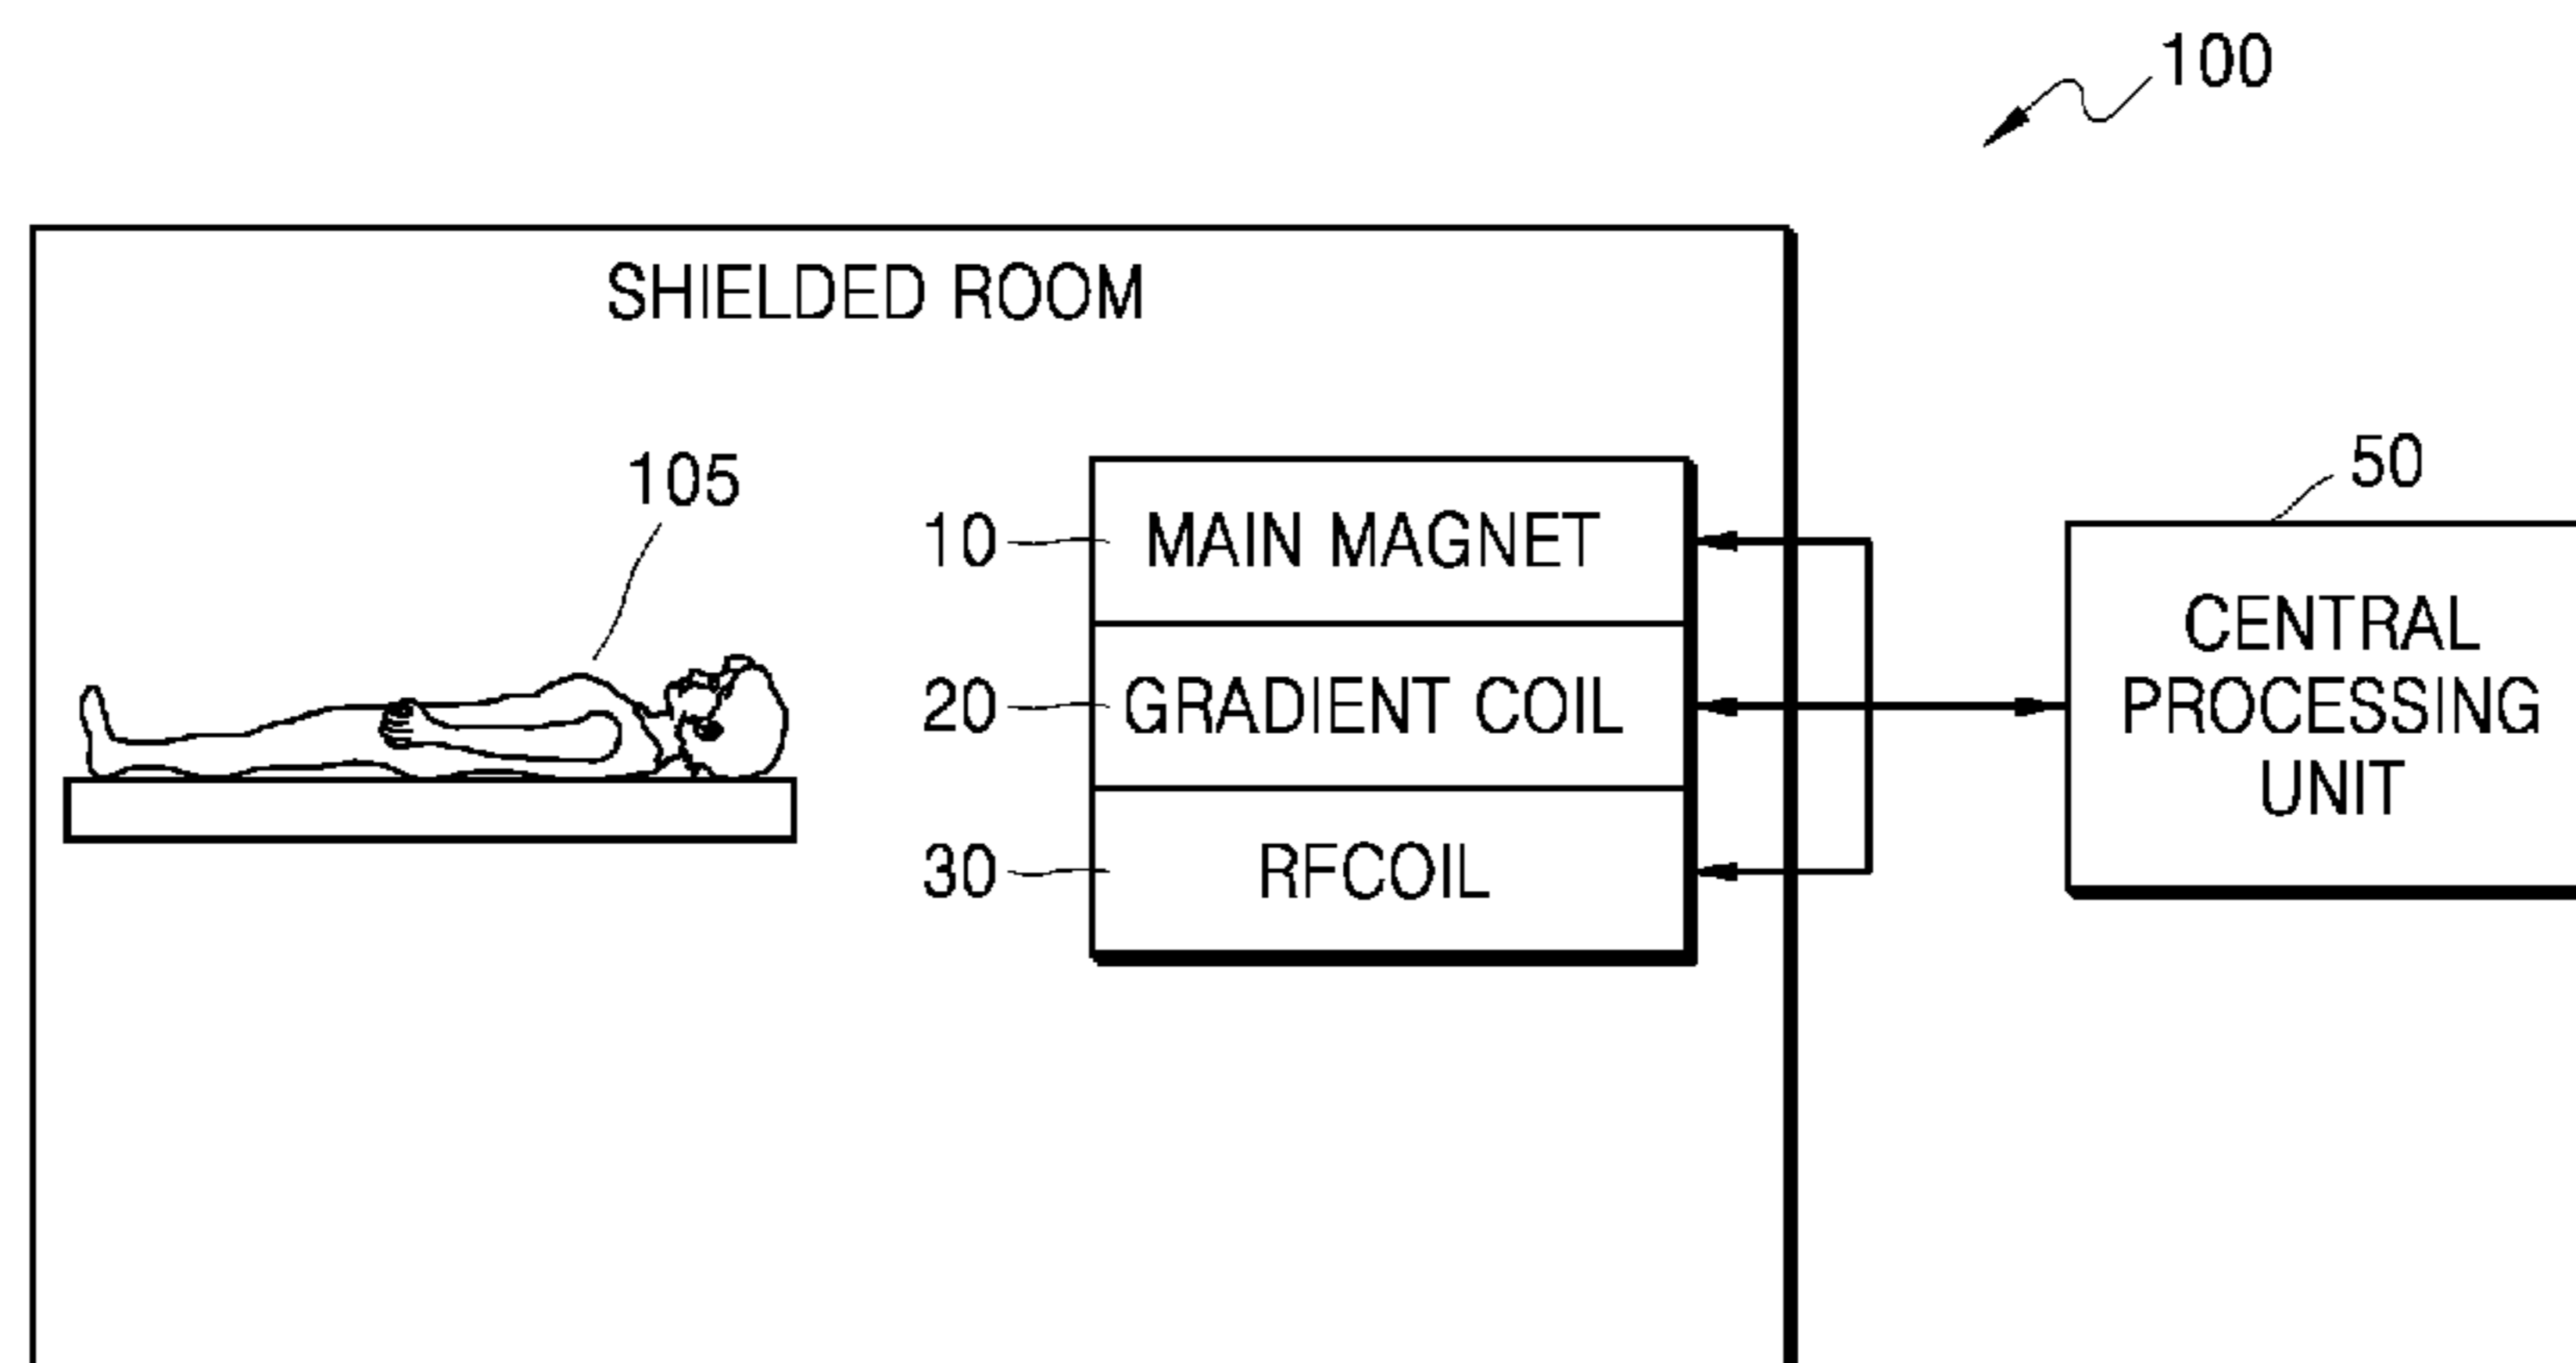 100
SHIELDED ROOM
105
10 MAIN MAGNET
20 GRADIENT COIL
30 RFCOIL
50
CENTRAL
PROCESSING
UNIT